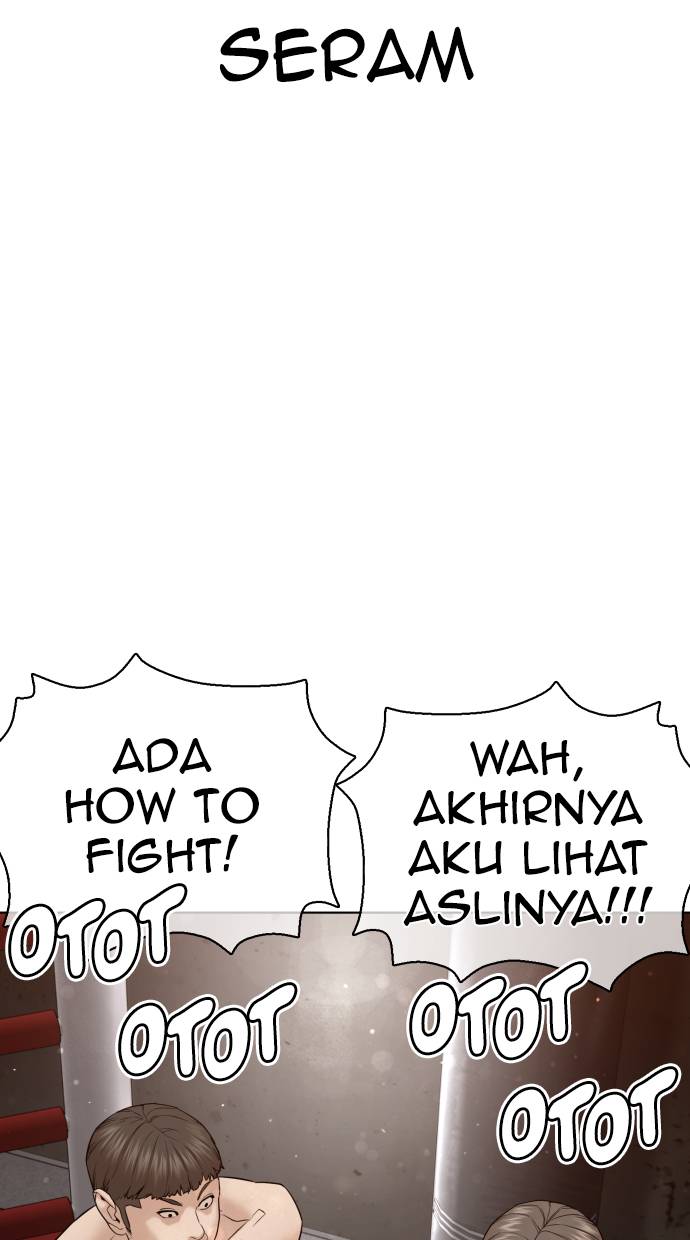 SERAM
ADA
HOW TO
FIGHT!
WAH,
AKHIRNYA
AKU LIHAT
ASLINYA!!!
OTOT
OTOT
OTOT
OTOT